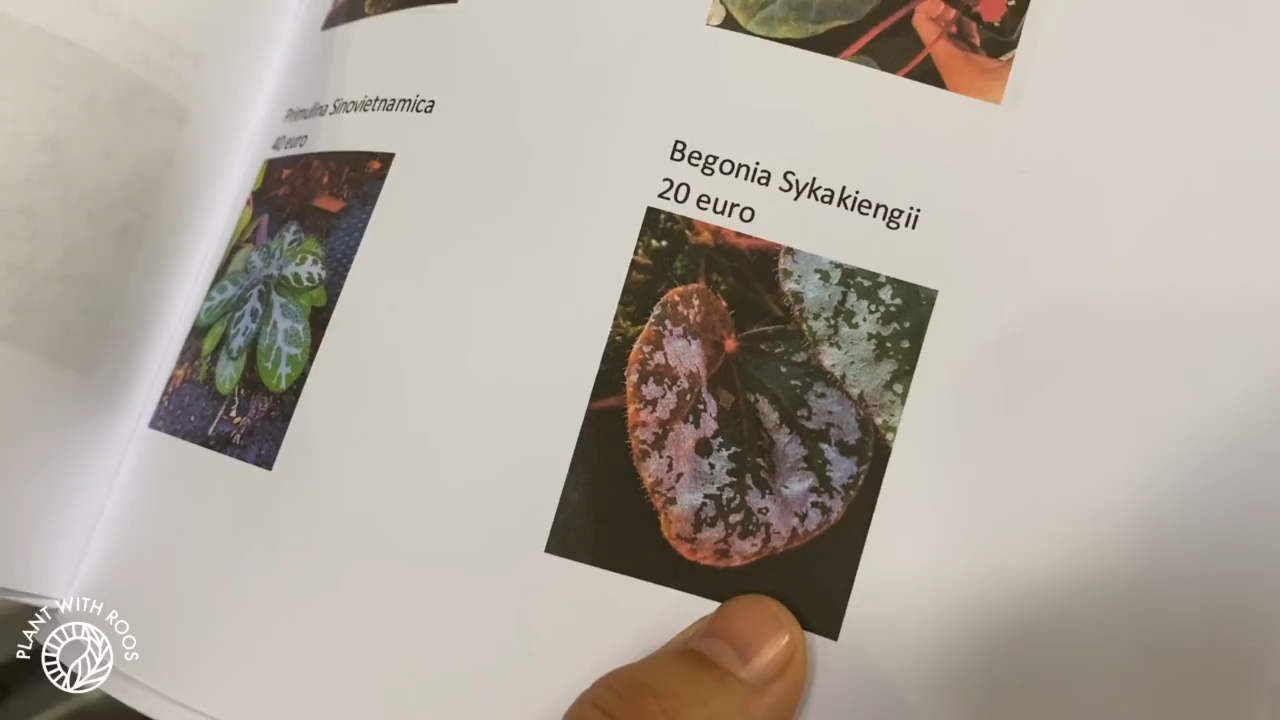 Primulina Sinovietnamica
40 euro
Begonia Sykakiengii
20 euro
PLANT WITH ROOS